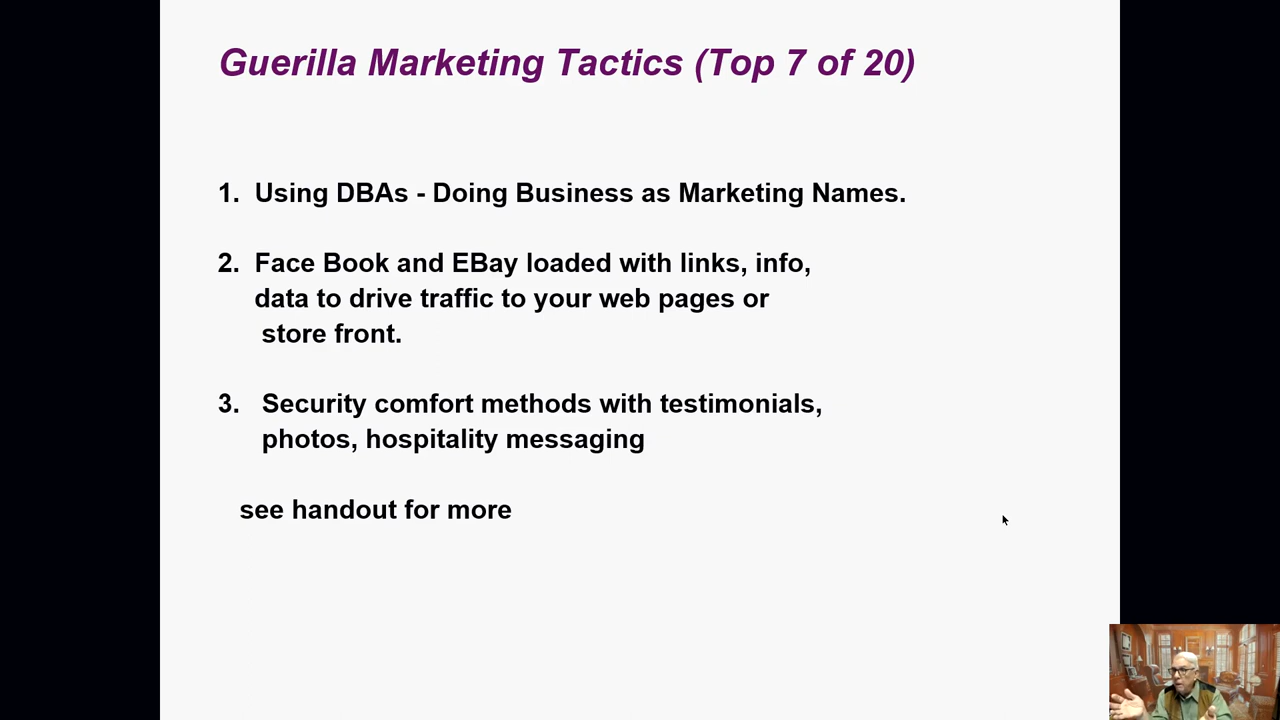 Guerilla Marketing Tactics (Top 7 of 20)
1. Using DBAs - Doing Business as Marketing Names.
2. Face Book and EBay loaded with links, info,
data to drive traffic to your web pages or
store front.
3. Security comfort methods with testimonials,
photos, hospitality messaging
see handout for more